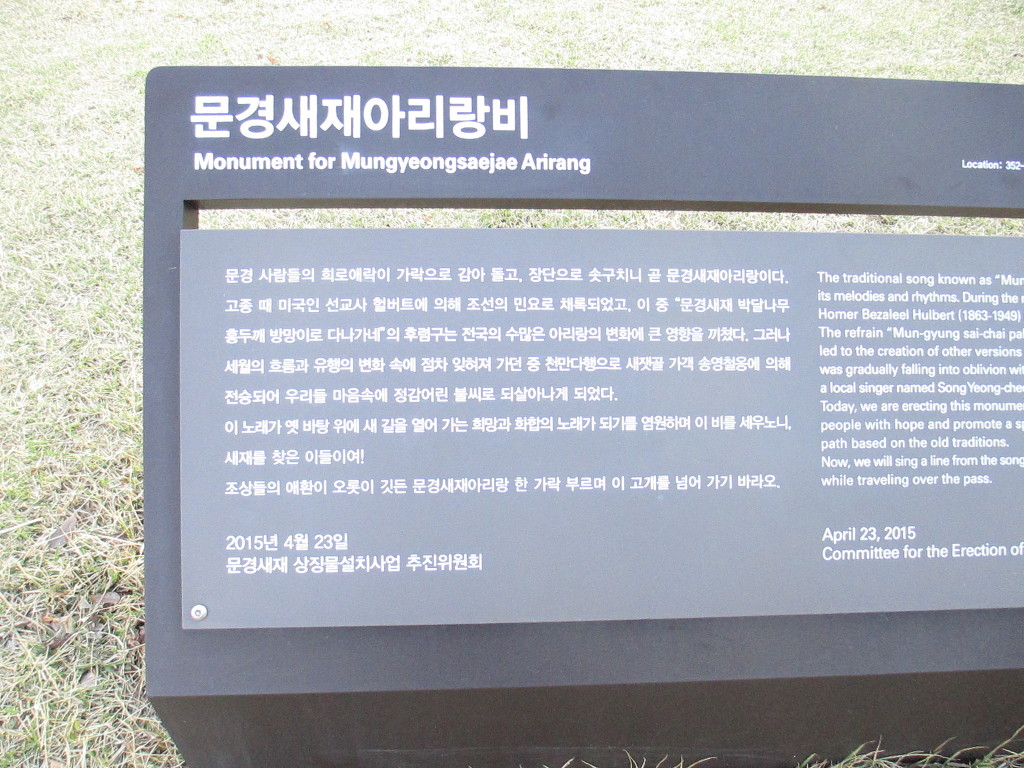 문경새재아리랑비
Monument for Mungyeongsaejae Arirang
Location: 352-
문경 사람들의 희로애락이 가락으로 감아 돌고, 장단으로 솟구치니 곧 문경새재아리랑이다.
고종 때 미국인 선교사 헐버트에 의해 조선의 민요로 채록되었고, 이 중 “문경새재 박달나무
홍두깨 방망이로 다나가네”의 후렴구는 전국의 수많은 아리랑의 변화에 큰 영향을 끼쳤다. 그러나
세월의 흐름과 유행의 변화 속에 점차 잊혀져 가던 중 천만다행으로 새잿골 가객 송영철옹에 의해
전승되어 우리들 마음속에 정감어린 불씨로 되살아나게 되었다.
이 노래가 옛 바탕 위에 새 길을 열어 가는 희망과 화합의 노래가 되기를 염원하며 이 비를 세우노니,
새재를 찾은 이들이여!
조상들의 애환이 오롯이 깃든 문경새재아리랑 한 가락 부르며 이 고개를 넘어 가기 바라오.
2015년 4월 23일
문경새재 상징물설치사업 추진위원회
The traditional song known as “Mun
its melodies and rhythms. During the
Homer Bezaleel Hulbert (1863-1949)
The refrain “Mun-gyung sai-chai pa
led to the creation of other versions
was gradually falling into oblivion wi
a local singer named Song Yeong-che
Today, we are erecting this monume
people with hope and promote a s
path based on the old traditions.
Now, we will sing a line from the song
while traveling over the pass.
April 23, 2015
Committee for the Erection of